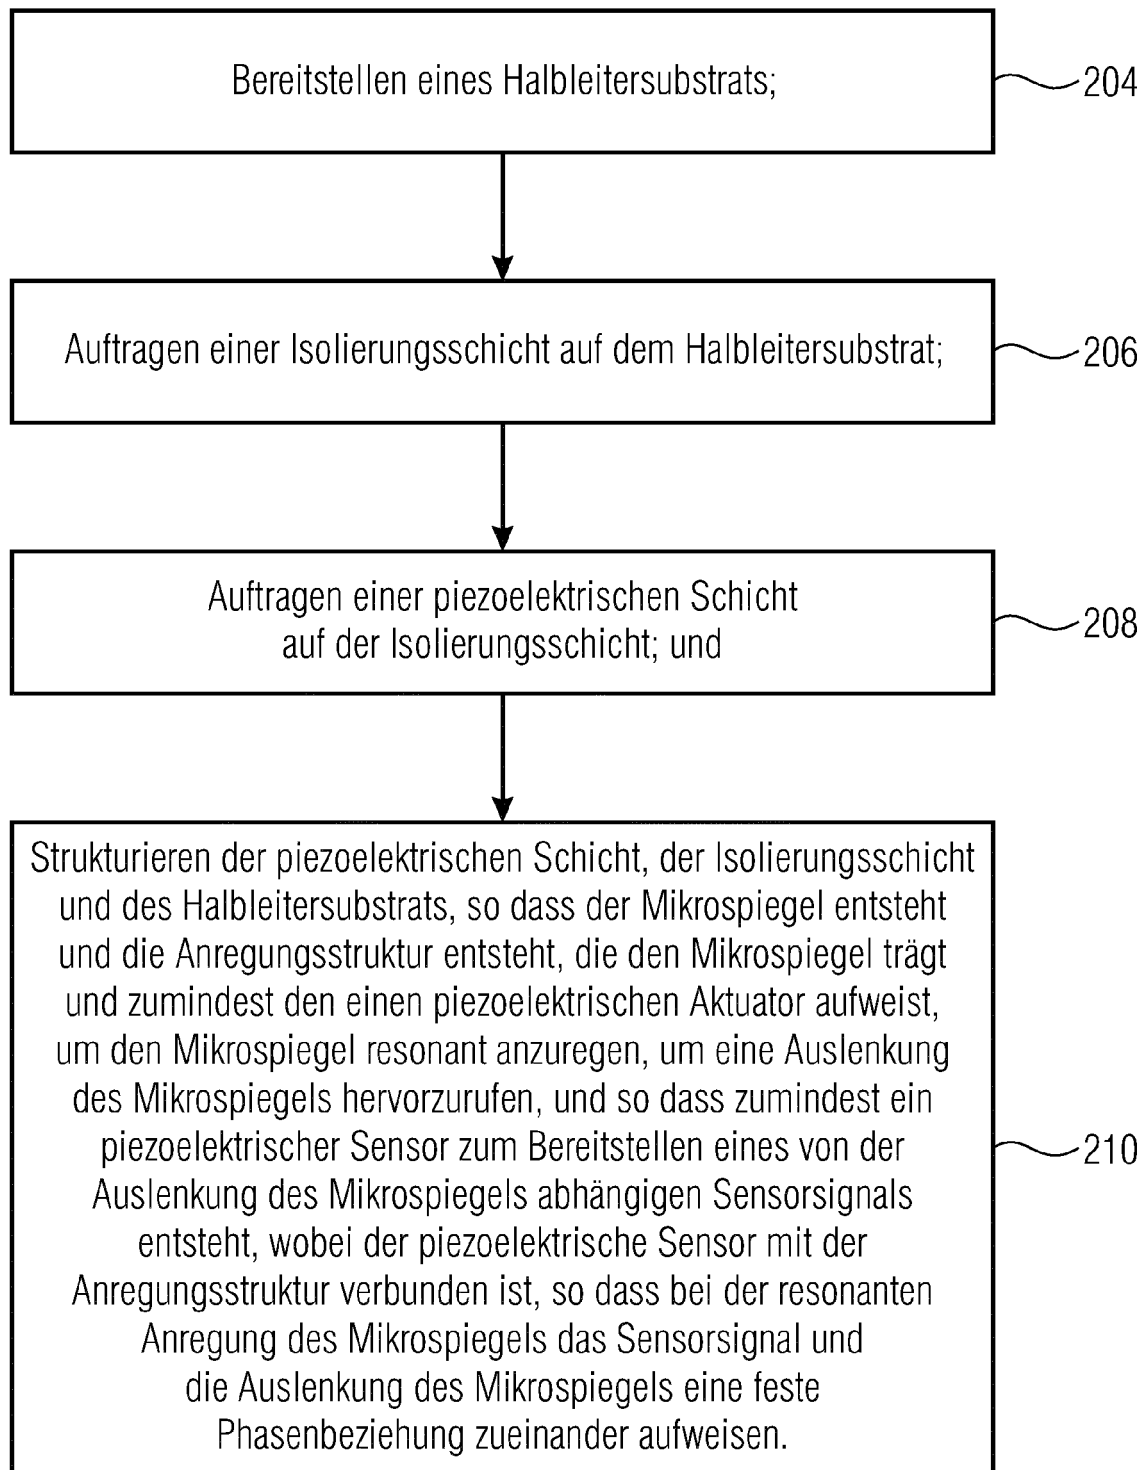 Bereitstellen eines Halbleitersubstrats;
204
Auftragen einer Isolierungsschicht auf dem Halbleitersubstrat;
206
Auftragen einer piezoelektrischen Schicht
auf der Isolierungsschicht; und
208
Strukturieren der piezoelektrischen Schicht, der Isolierungsschicht
und des Halbleitersubstrats, so dass der Mikrospiegel entsteht
und die Anregungsstruktur entsteht, die den Mikrospiegel trägt
und zumindest den einen piezoelektrischen Aktuator aufweist,
um den Mikrospiegel resonant anzuregen, um eine Auslenkung
des Mikrospiegels hervorzurufen, und so dass zumindest ein
piezoelektrischer Sensor zum Bereitstellen eines von der
Auslenkung des Mikrospiegels abhängigen Sensorsignals
entsteht, wobei der piezoelektrische Sensor mit der
Anregungsstruktur verbunden ist, so dass bei der resonanten
Anregung des Mikrospiegels das Sensorsignal und
die Auslenkung des Mikrospiegels eine feste
Phasenbeziehung zueinander aufweisen.
210